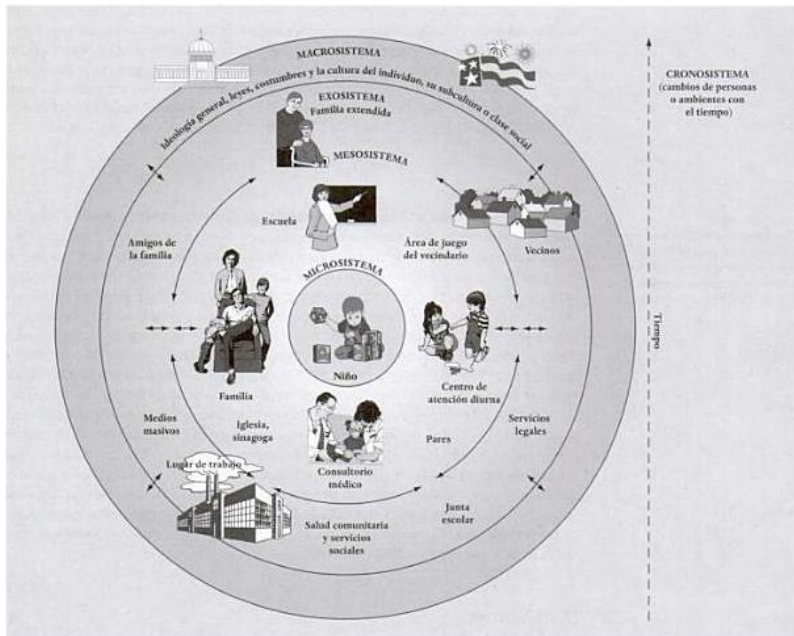 MACROSISTEMA
Ideología general, leyes, costumbres y la cultura del individuo, su subcultura o clase social
EXOSISTEMA
Familia extendida
MESOSISTEMA
Escuela
Amigos de
la familia
Área de juego
del vecindario
Vecinos
MICROSISTEMA
Niño
Familia
Centro de
atención diurna
Medios
masivos
Iglesia,
sinagoga
Consultorio
médico
Pares
Servicios
legales
Lugar de trabajo
Salud comunitaria
y servicios
sociales
Junta
escolar
CRONOSISTEMA
(cambios de personas
o ambientes con
el tiempo)
Tiempo